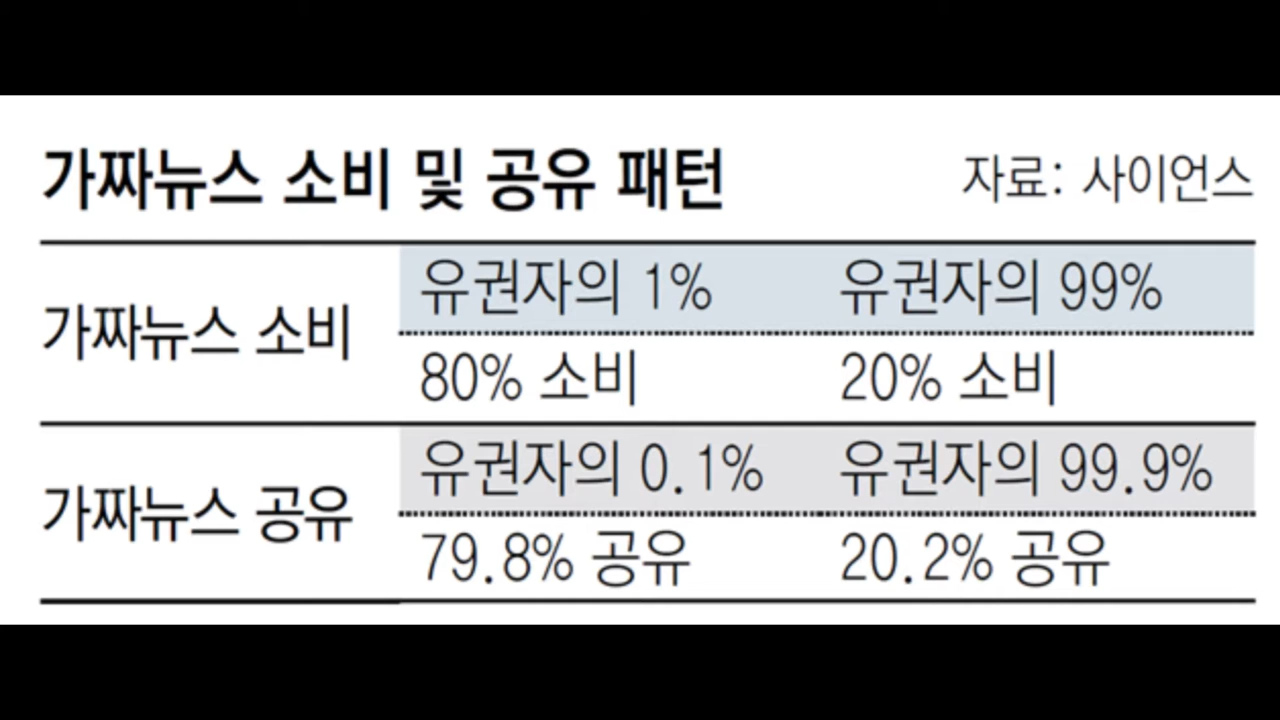 가짜뉴스 소비 및 공유 패턴
자료: 사이언스
가짜뉴스 소비
유권자의 1%
유권자의 99%
80% 소비
20% 소비
가짜뉴스 공유
유권자의 0.1%
유권자의 99.9%
79.8% 공유
20.2% 공유